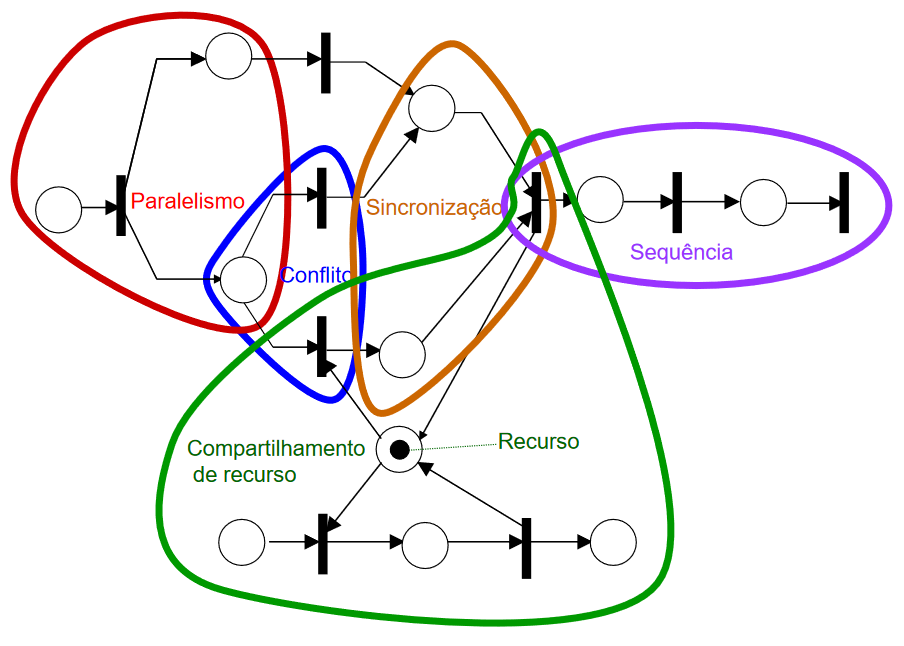 Paralelismo
Sincronização
Sequência
Conflito
Compartilhamento
de recurso
Recurso